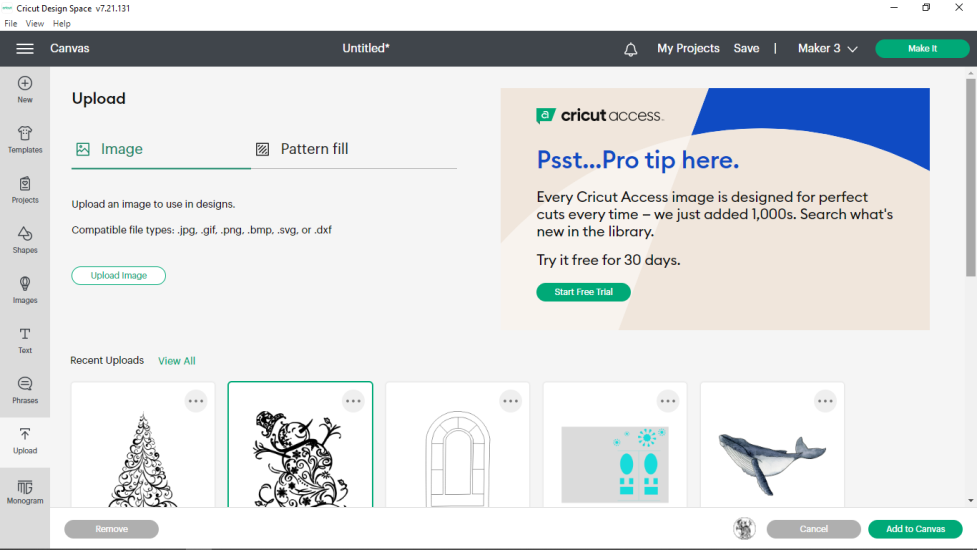 Cricut Design Space v7.21.131
File View Help
Canvas
Untitled*
My Projects Save | Maker 3
Make It
New
Templates
Projects
Shapes
Images
Text
Phrases
Upload
Monogram
Upload
Image
Pattern fill
Upload an image to use in designs.
Compatible file types: .jpg, .gif, .png, .bmp, .svg, or .dxf
Upload Image
a cricut access™
Psst...Pro tip here.
Every Cricut Access image is designed for perfect
cuts every time – we just added 1,000s. Search what's
new in the library.
Try it free for 30 days.
Start Free Trial
Recent Uploads View All
Remove
Cancel
Add to Canvas